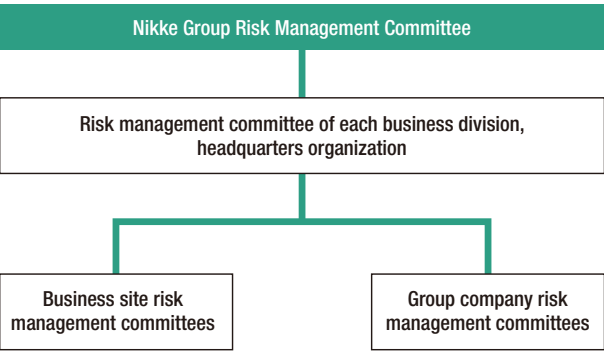 Nikke Group Risk Management Committee
Risk management committee of each business division,
headquarters organization
Business site risk
management committees
Group company risk
management committees